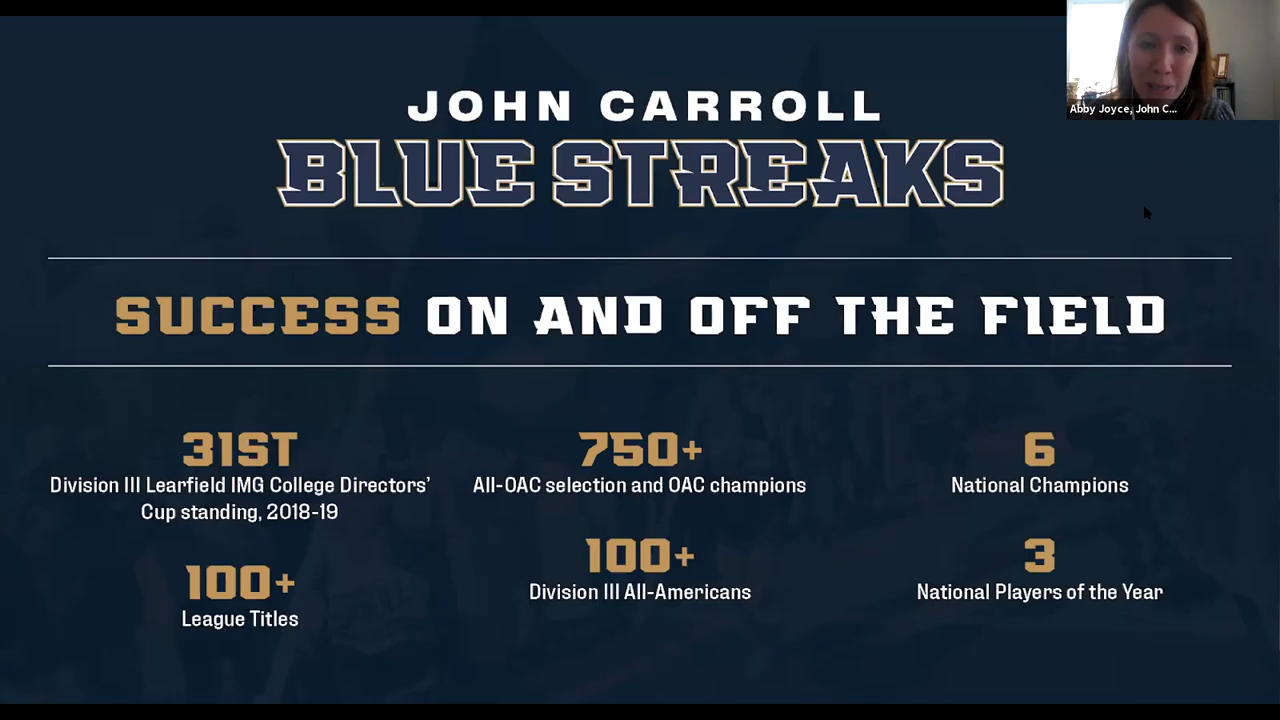 JOHN CARROLL
BLUE STREAKS
Abby Joyce, John C...
SUCCESS ON AND OFF THE FIELD
31ST
Division III Learfield IMG College Directors'
Cup standing, 2018-19
100+
League Titles
750+
All-OAC selection and OAC champions
100+
Division III All-Americans
6
National Champions
3
National Players of the Year